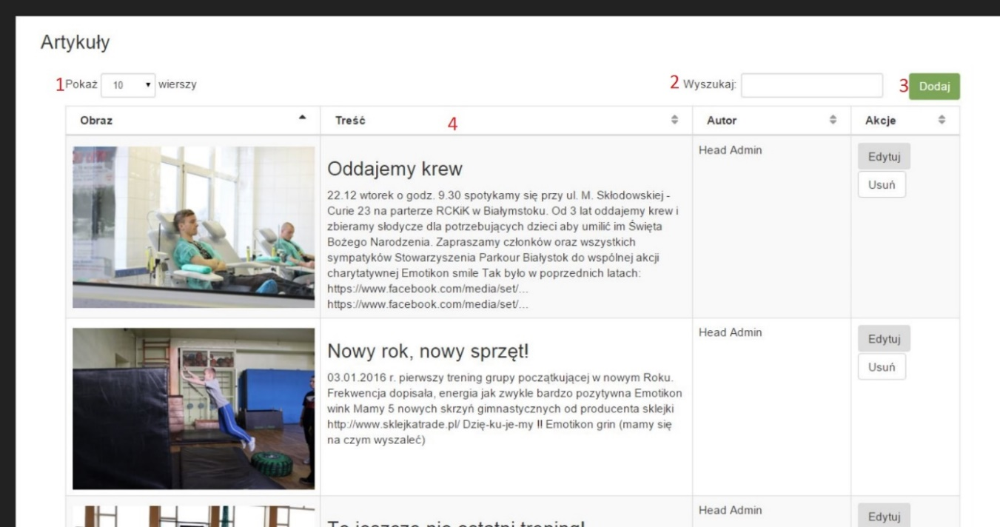 Artykuły
1 Pokaż 10 wierszy
2 Wyszukaj:
3 Dodaj
Obraz
Treść
4
Autor
Akcje
Oddajemy krew
22.12 wtorek o godz. 9.30 spotykamy się przy ul. M. Skłodowskiej -
Curie 23 na parterze RCKiK w Białymstoku. Od 3 lat oddajemy krew i
zbieramy słodycze dla potrzebujących dzieci aby umilić im Święta
Bożego Narodzenia. Zapraszamy członków oraz wszystkich
sympatyków Stowarzyszenia Parkour Białystok do wspólnej akcji
charytatywnej Emotikon smile Tak było w poprzednich latach:
https://www.facebook.com/media/set/...
https://www.facebook.com/media/set/...
Head Admin
Edytuj
Usuń
Nowy rok, nowy sprzęt!
03.01.2016 r. pierwszy trening grupy początkującej w nowym Roku.
Frekwencja dopisała, energia jak zwykle bardzo pozytywna Emotikon
wink Mamy 5 nowych skrzyń gimnastycznych od producenta sklejki
http://www.sklejkatrade.pl/ Dzię-ku-je-my !! Emotikon grin (mamy się
na czym wyszaleć)
Head Admin
Edytuj
Usuń
To jeszcze nie ostatni trening!
Head Admin
Edytuj